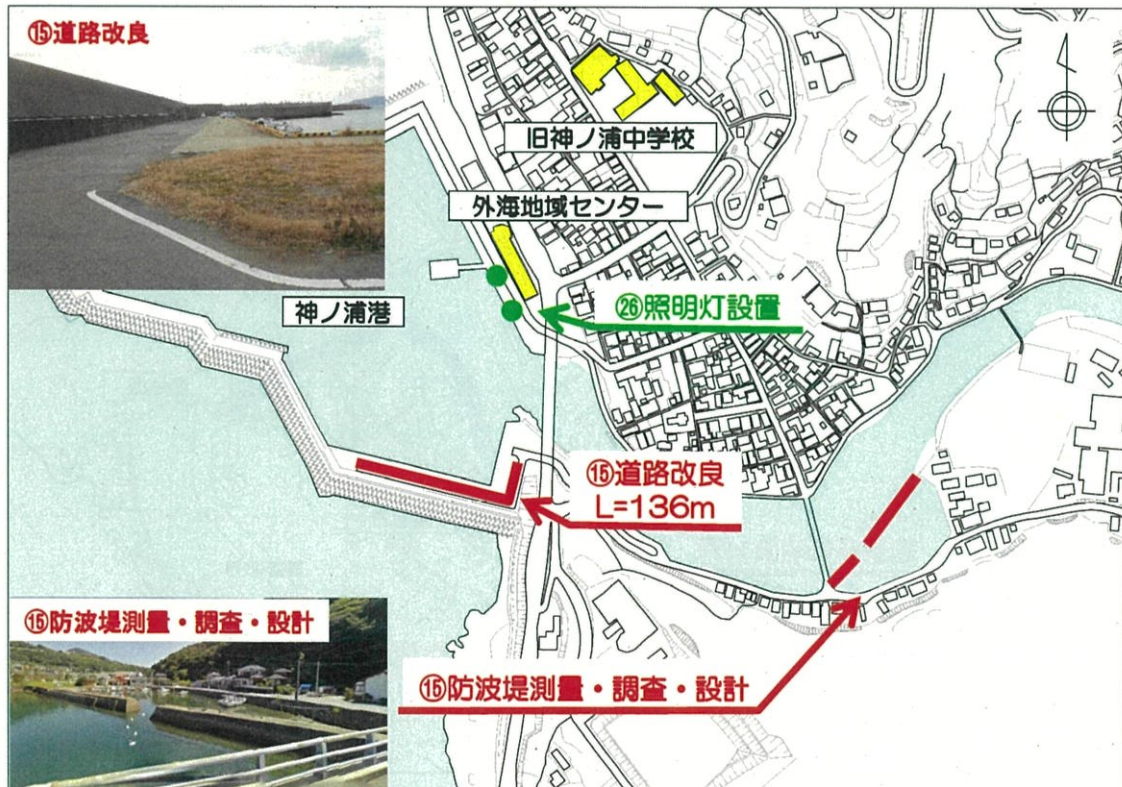 ⑮道路改良
旧神ノ浦中学校
外海地域センター
神ノ浦港
㉖照明灯設置
⑮道路改良
L=136m
⑮防波堤測量・調査・設計
⑮防波堤測量・調査・設計